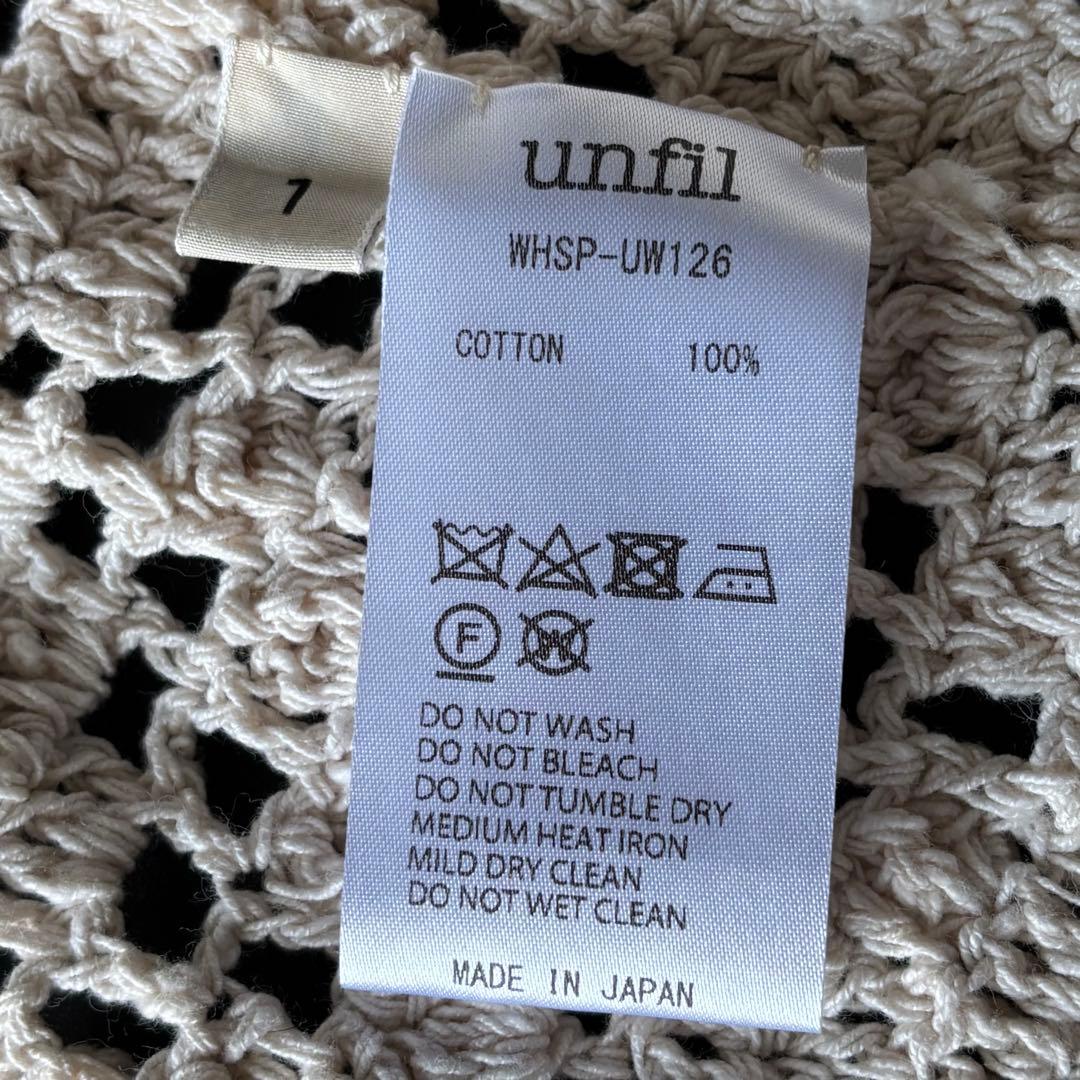 1
unfil
WHSP-UW126
COTTON 100%
F
W
DO NOT WASH
DO NOT BLEACH
DO NOT TUMBLE DRY
MEDIUM HEAT IRON
MILD DRY CLEAN
DO NOT WET CLEAN
MADE IN JAPAN